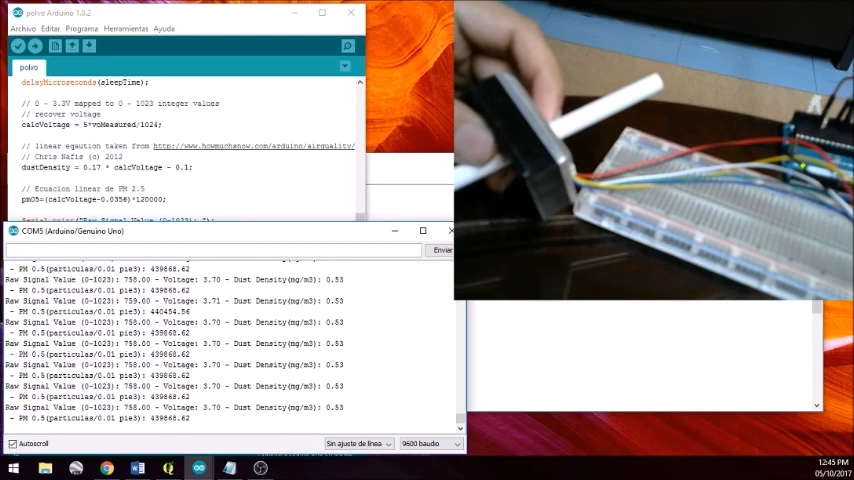 polvo Arduino 1.8.2
Archivo Editar Programa Herramientas Ayuda
polvo
delayMicroseconds(sleepTime);
// 0 - 3.3V mapped to 0 - 1023 integer values
// recover voltage
calcVoltage = 5*voMeasured/1024;
// linear eqaution taken from http://www.howmuchsnow.com/arduino/airquality/
// Chris Nafis (c) 2012
dustDensity = 0.17 * calcVoltage - 0.1;
// Ecuacion linear de PM 2.5
pm05=(calcVoltage-0.0356)*120000;
Serial.print("Raw Signal Value (0-1023): ");
COM5 (Arduino/Genuino Uno)
Enviar
- PM 0.5(particulas/0.01 pie3): 439868.62
Raw Signal Value (0-1023): 758.00 - Voltage: 3.70 - Dust Density(mg/m3): 0.53
- PM 0.5(particulas/0.01 pie3): 439868.62
Raw Signal Value (0-1023): 759.00 - Voltage: 3.71 - Dust Density(mg/m3): 0.53
- PM 0.5(particulas/0.01 pie3): 440454.56
Raw Signal Value (0-1023): 758.00 - Voltage: 3.70 - Dust Density(mg/m3): 0.53
- PM 0.5(particulas/0.01 pie3): 439868.62
Raw Signal Value (0-1023): 758.00 - Voltage: 3.70 - Dust Density(mg/m3): 0.53
- PM 0.5(particulas/0.01 pie3): 439868.62
Raw Signal Value (0-1023): 758.00 - Voltage: 3.70 - Dust Density(mg/m3): 0.53
- PM 0.5(particulas/0.01 pie3): 439868.62
Raw Signal Value (0-1023): 758.00 - Voltage: 3.70 - Dust Density(mg/m3): 0.53
- PM 0.5(particulas/0.01 pie3): 439868.62
Raw Signal Value (0-1023): 758.00 - Voltage: 3.70 - Dust Density(mg/m3): 0.53
- PM 0.5(particulas/0.01 pie3): 439868.62
Autoscroll
Sin ajuste de línea
9600 baudio
12:45 PM
05/10/2017